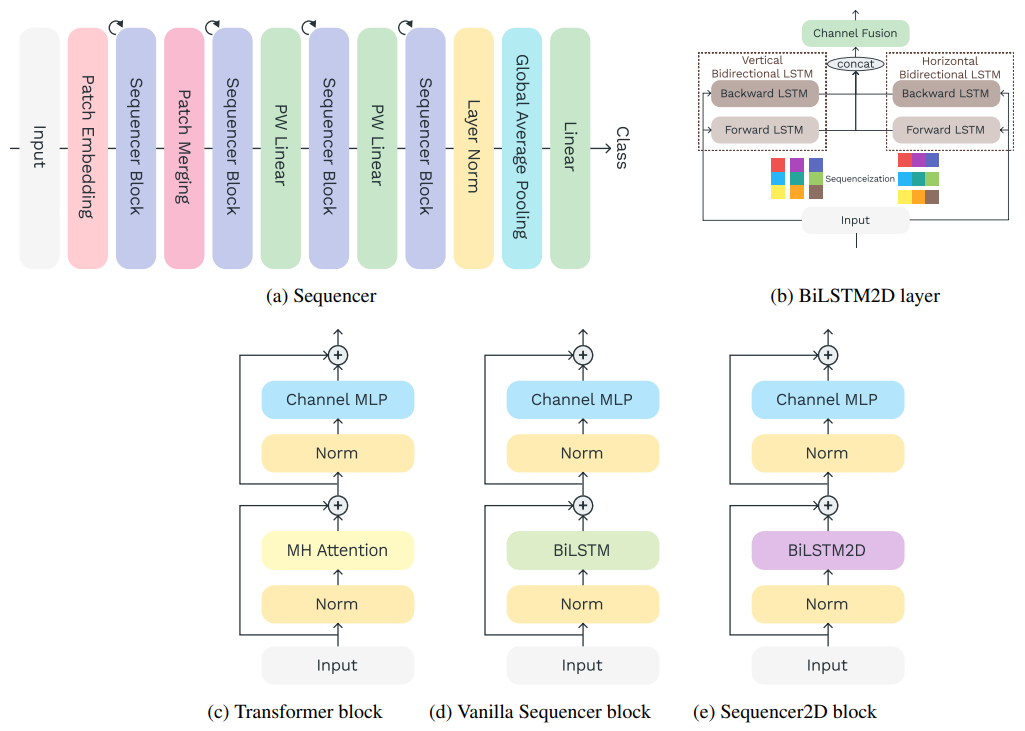 Input
Patch Embedding
Sequencer Block
Patch Merging
Sequencer Block
PW Linear
Sequencer Block
PW Linear
Sequencer Block
Layer Norm
Global Average Pooling
Linear
Class
(a) Sequencer
Channel Fusion
concat
Vertical
Bidirectional LSTM
Horizontal
Bidirectional LSTM
Backward LSTM
Backward LSTM
Forward LSTM
Forward LSTM
Sequenceization
Input
(b) BiLSTM2D layer
+
Channel MLP
Norm
+
MH Attention
Norm
Input
(c) Transformer block
+
Channel MLP
Norm
+
BiLSTM
Norm
Input
(d) Vanilla Sequencer block
+
Channel MLP
Norm
+
BiLSTM2D
Norm
Input
(e) Sequencer2D block